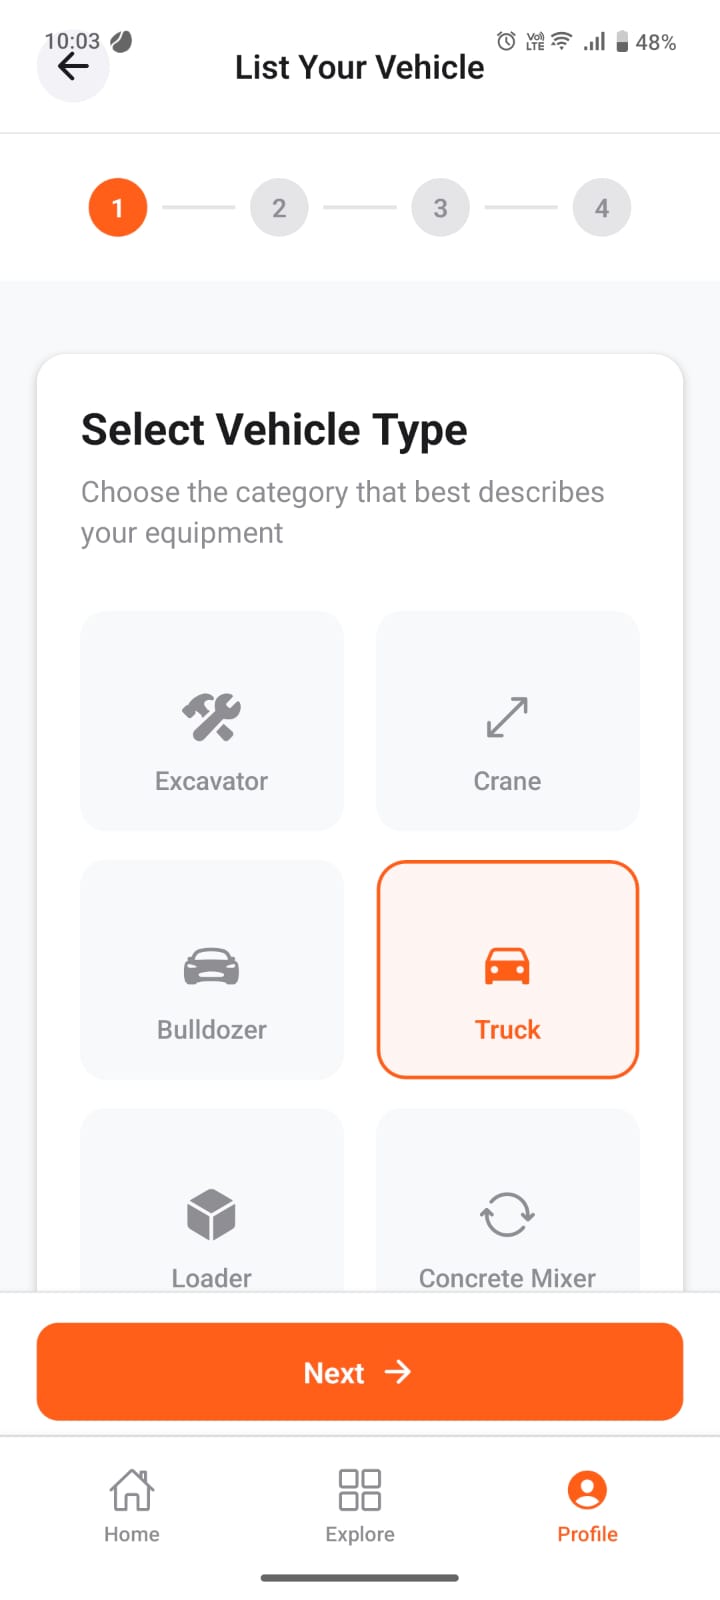 10:03
Vo) LTE 48%
List Your Vehicle
1 2 3 4
Select Vehicle Type
Choose the category that best describes
your equipment
Excavator Crane
Bulldozer Truck
Loader Concrete Mixer
Next
Home Explore Profile